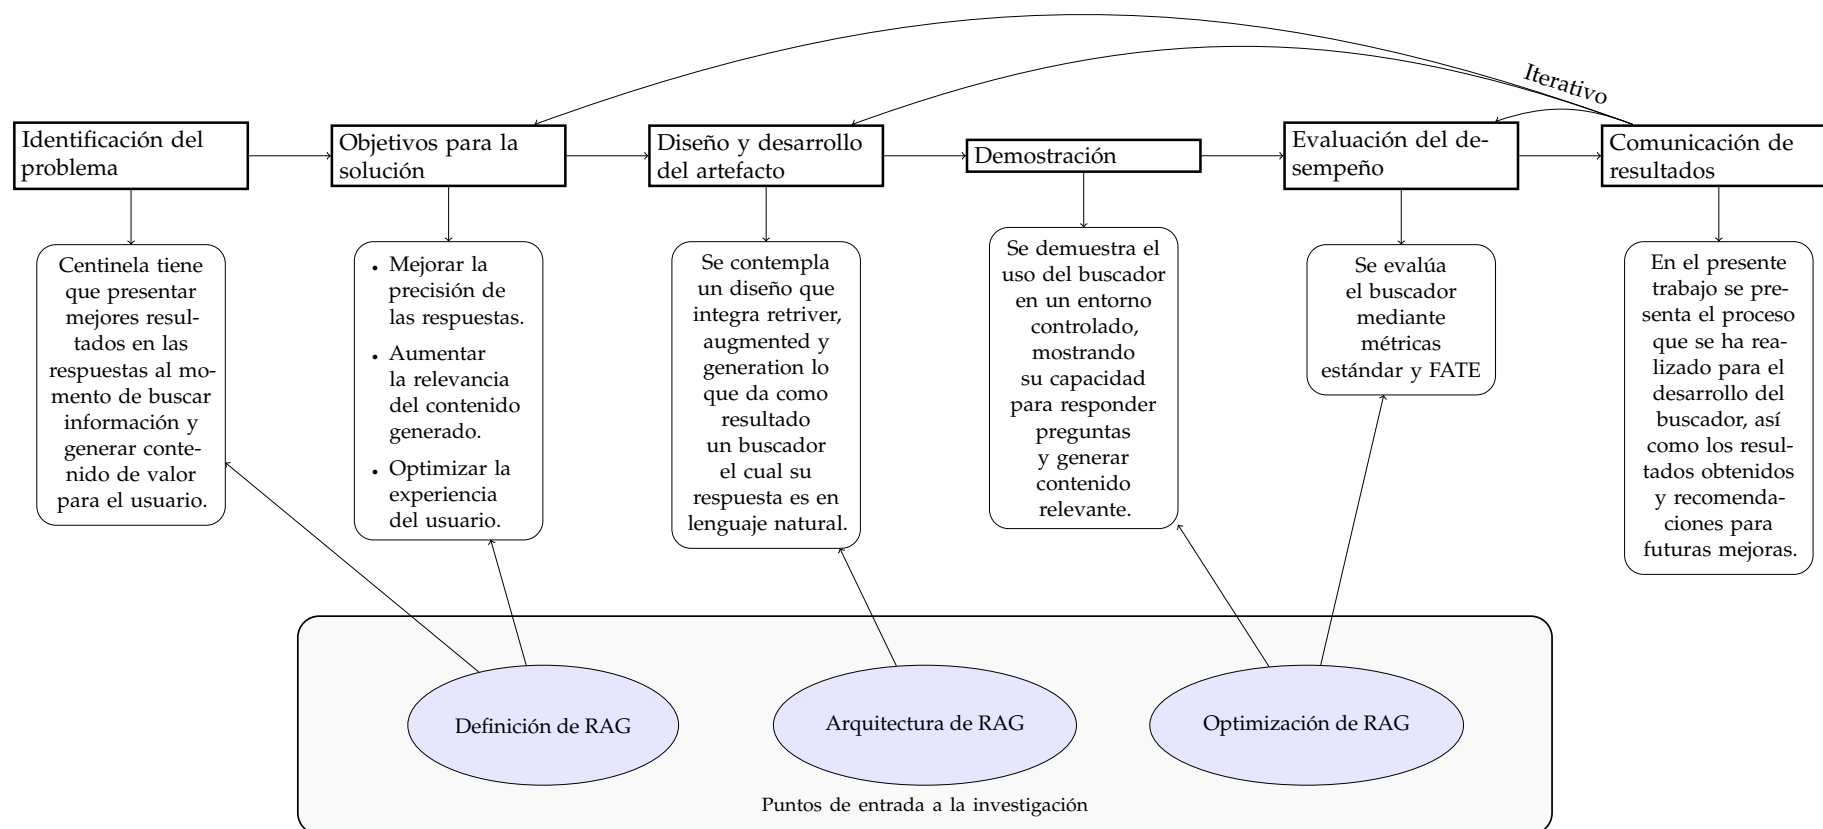 Iterativo
Identificación del
problema
Objetivos para la
solución
Diseño y desarrollo
del artefacto
Demostración
Evaluación del de-
sempeño
Comunicación de
resultados
Centinela tiene
que presentar
mejores resul-
tados en las
respuestas al mo-
mento de buscar
información y
generar conte-
nido de valor
para el usuario.
• Mejorar la
precisión de
las respuestas.
• Aumentar
la relevancia
del contenido
generado.
• Optimizar la
experiencia
del usuario.
Se contempla
un diseño que
integra retriver,
augmented y
generation lo
que da como
resultado
un buscador
el cual su
respuesta es en
lenguaje natural.
Se demuestra el
uso del buscador
en un entorno
controlado,
mostrando
su capacidad
para responder
preguntas
y generar
contenido
relevante.
Se evalúa
el buscador
mediante
métricas
estándar y FATE
En el presente
trabajo se pre-
senta el proceso
que se ha rea-
lizado para el
desarrollo del
buscador, así
como los resul-
tados obtenidos
y recomenda-
ciones para
futuras mejoras.
Definición de RAG
Arquitectura de RAG
Optimización de RAG
Puntos de entrada a la investigación